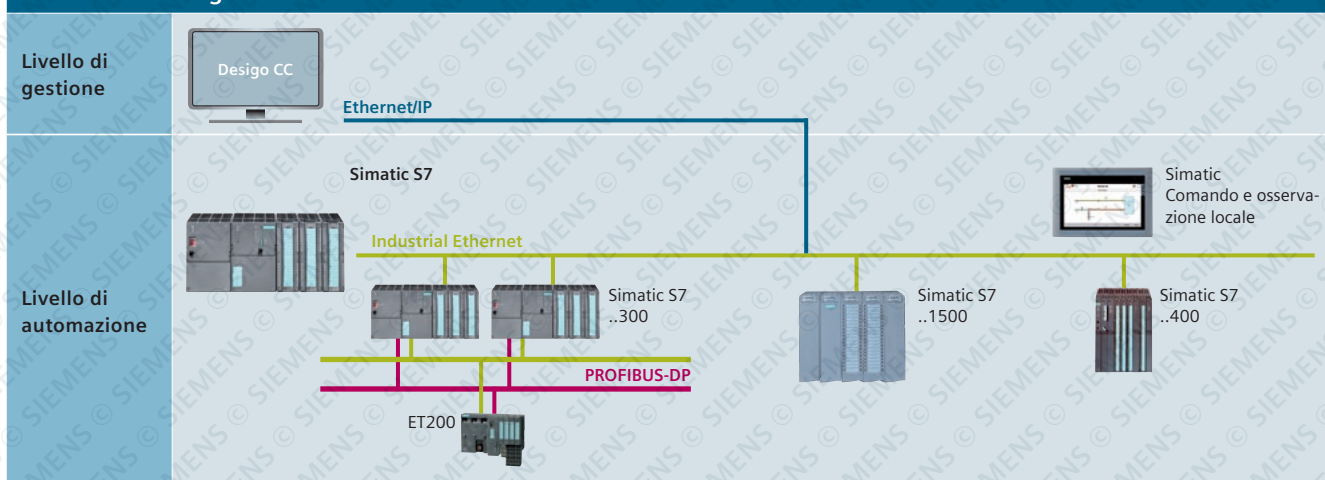 Livello di
gestione
Desigo CC
Ethernet/IP
Simatic S7
Simatic
Comando e osserva-
zione locale
Industrial Ethernet
Livello di
automazione
Simatic S7
..300
Simatic S7
..1500
Simatic S7
..400
PROFIBUS-DP
ET200
© SIEMENS